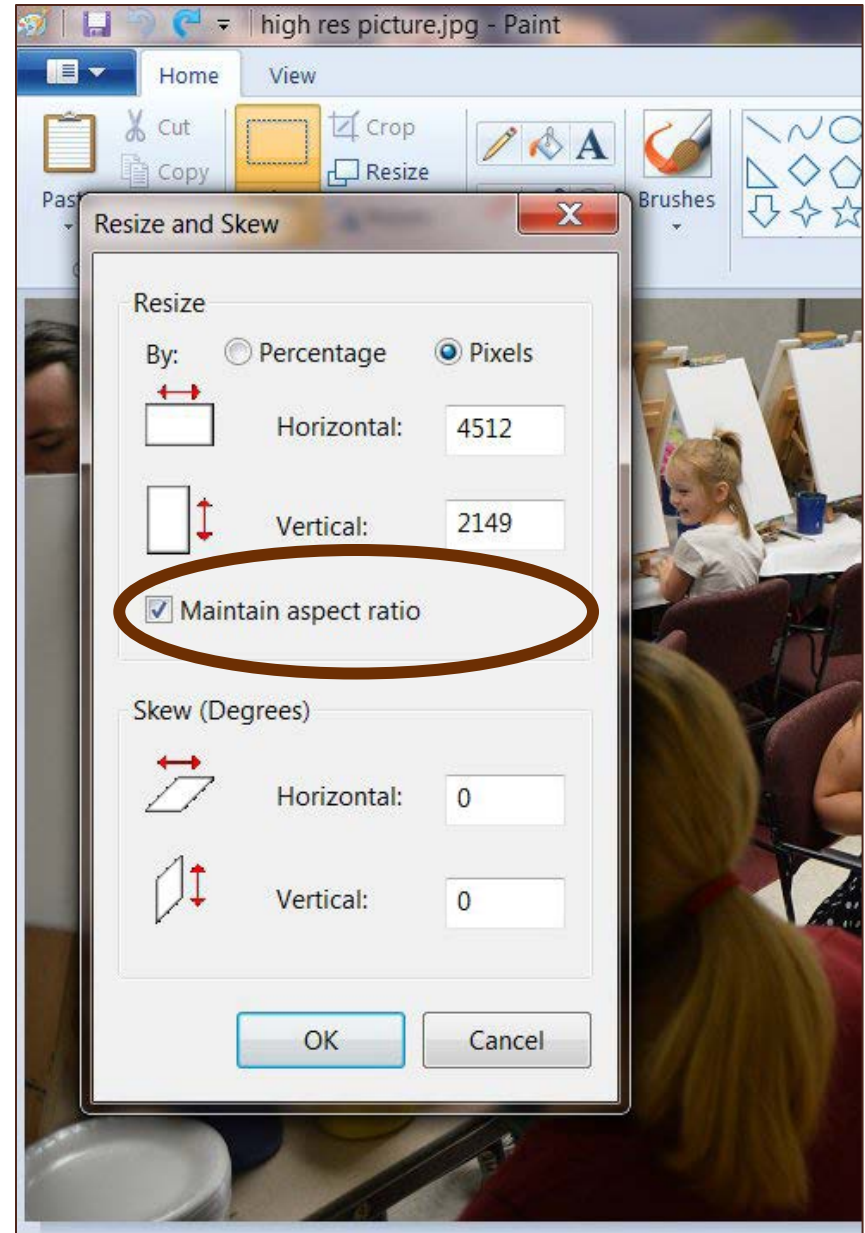 high res picture.jpg - Paint
Home View
Cut Crop
Copy Resize
Brushes
Resize and Skew
Resize
By: Percentage Pixels
Horizontal: 4512
Vertical: 2149
Maintain aspect ratio
Skew (Degrees)
Horizontal: 0
Vertical: 0
OK Cancel